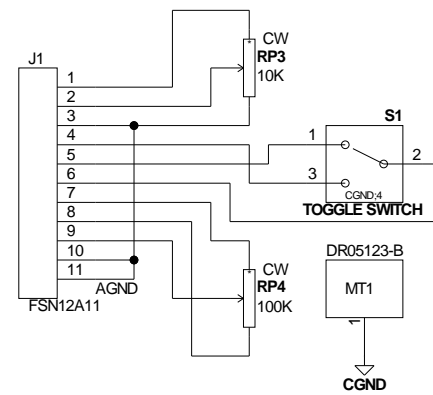 J1
1
2
3
4
5
6
7
8
9
10
11
AGND
FSN12A11
CW
RP3
10K
S1
1
2
3
CGND;4
TOGGLE SWITCH
CW
RP4
100K
DR05123-B
MT1
1
CGND